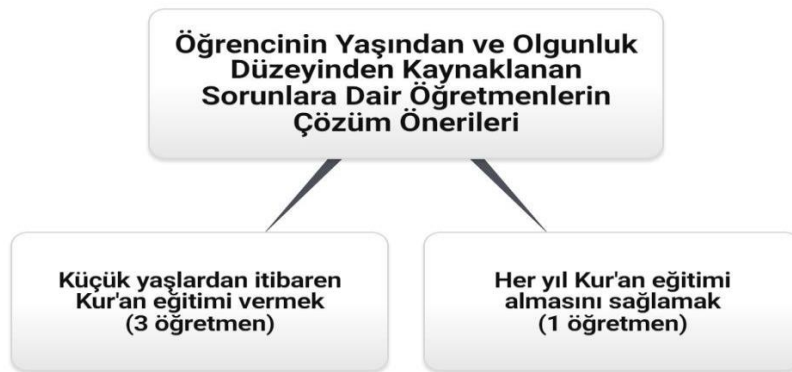 Öğrencinin Yaşından ve Olgunluk
Düzeyinden Kaynaklanan
Sorunlara Dair Öğretmenlerin
Çözüm Önerileri
Küçük yaşlardan itibaren
Kur'an eğitimi vermek
(3 öğretmen)
Her yıl Kur'an eğitimi
almasını sağlamak
(1 öğretmen)